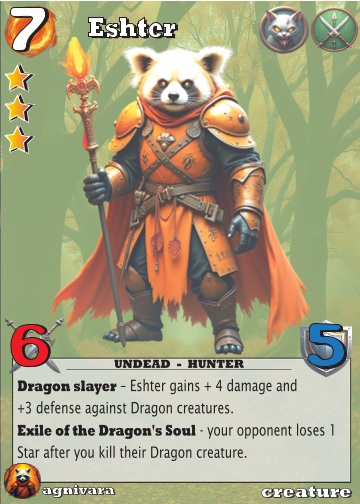 7 Eshter
6
5
UNDEAD - HUNTER
Dragon slayer - Eshter gains + 4 damage and
+3 defense against Dragon creatures.
Exile of the Dragon's Soul - your opponent loses 1
Star after you kill their Dragon creature.
agnivara creature